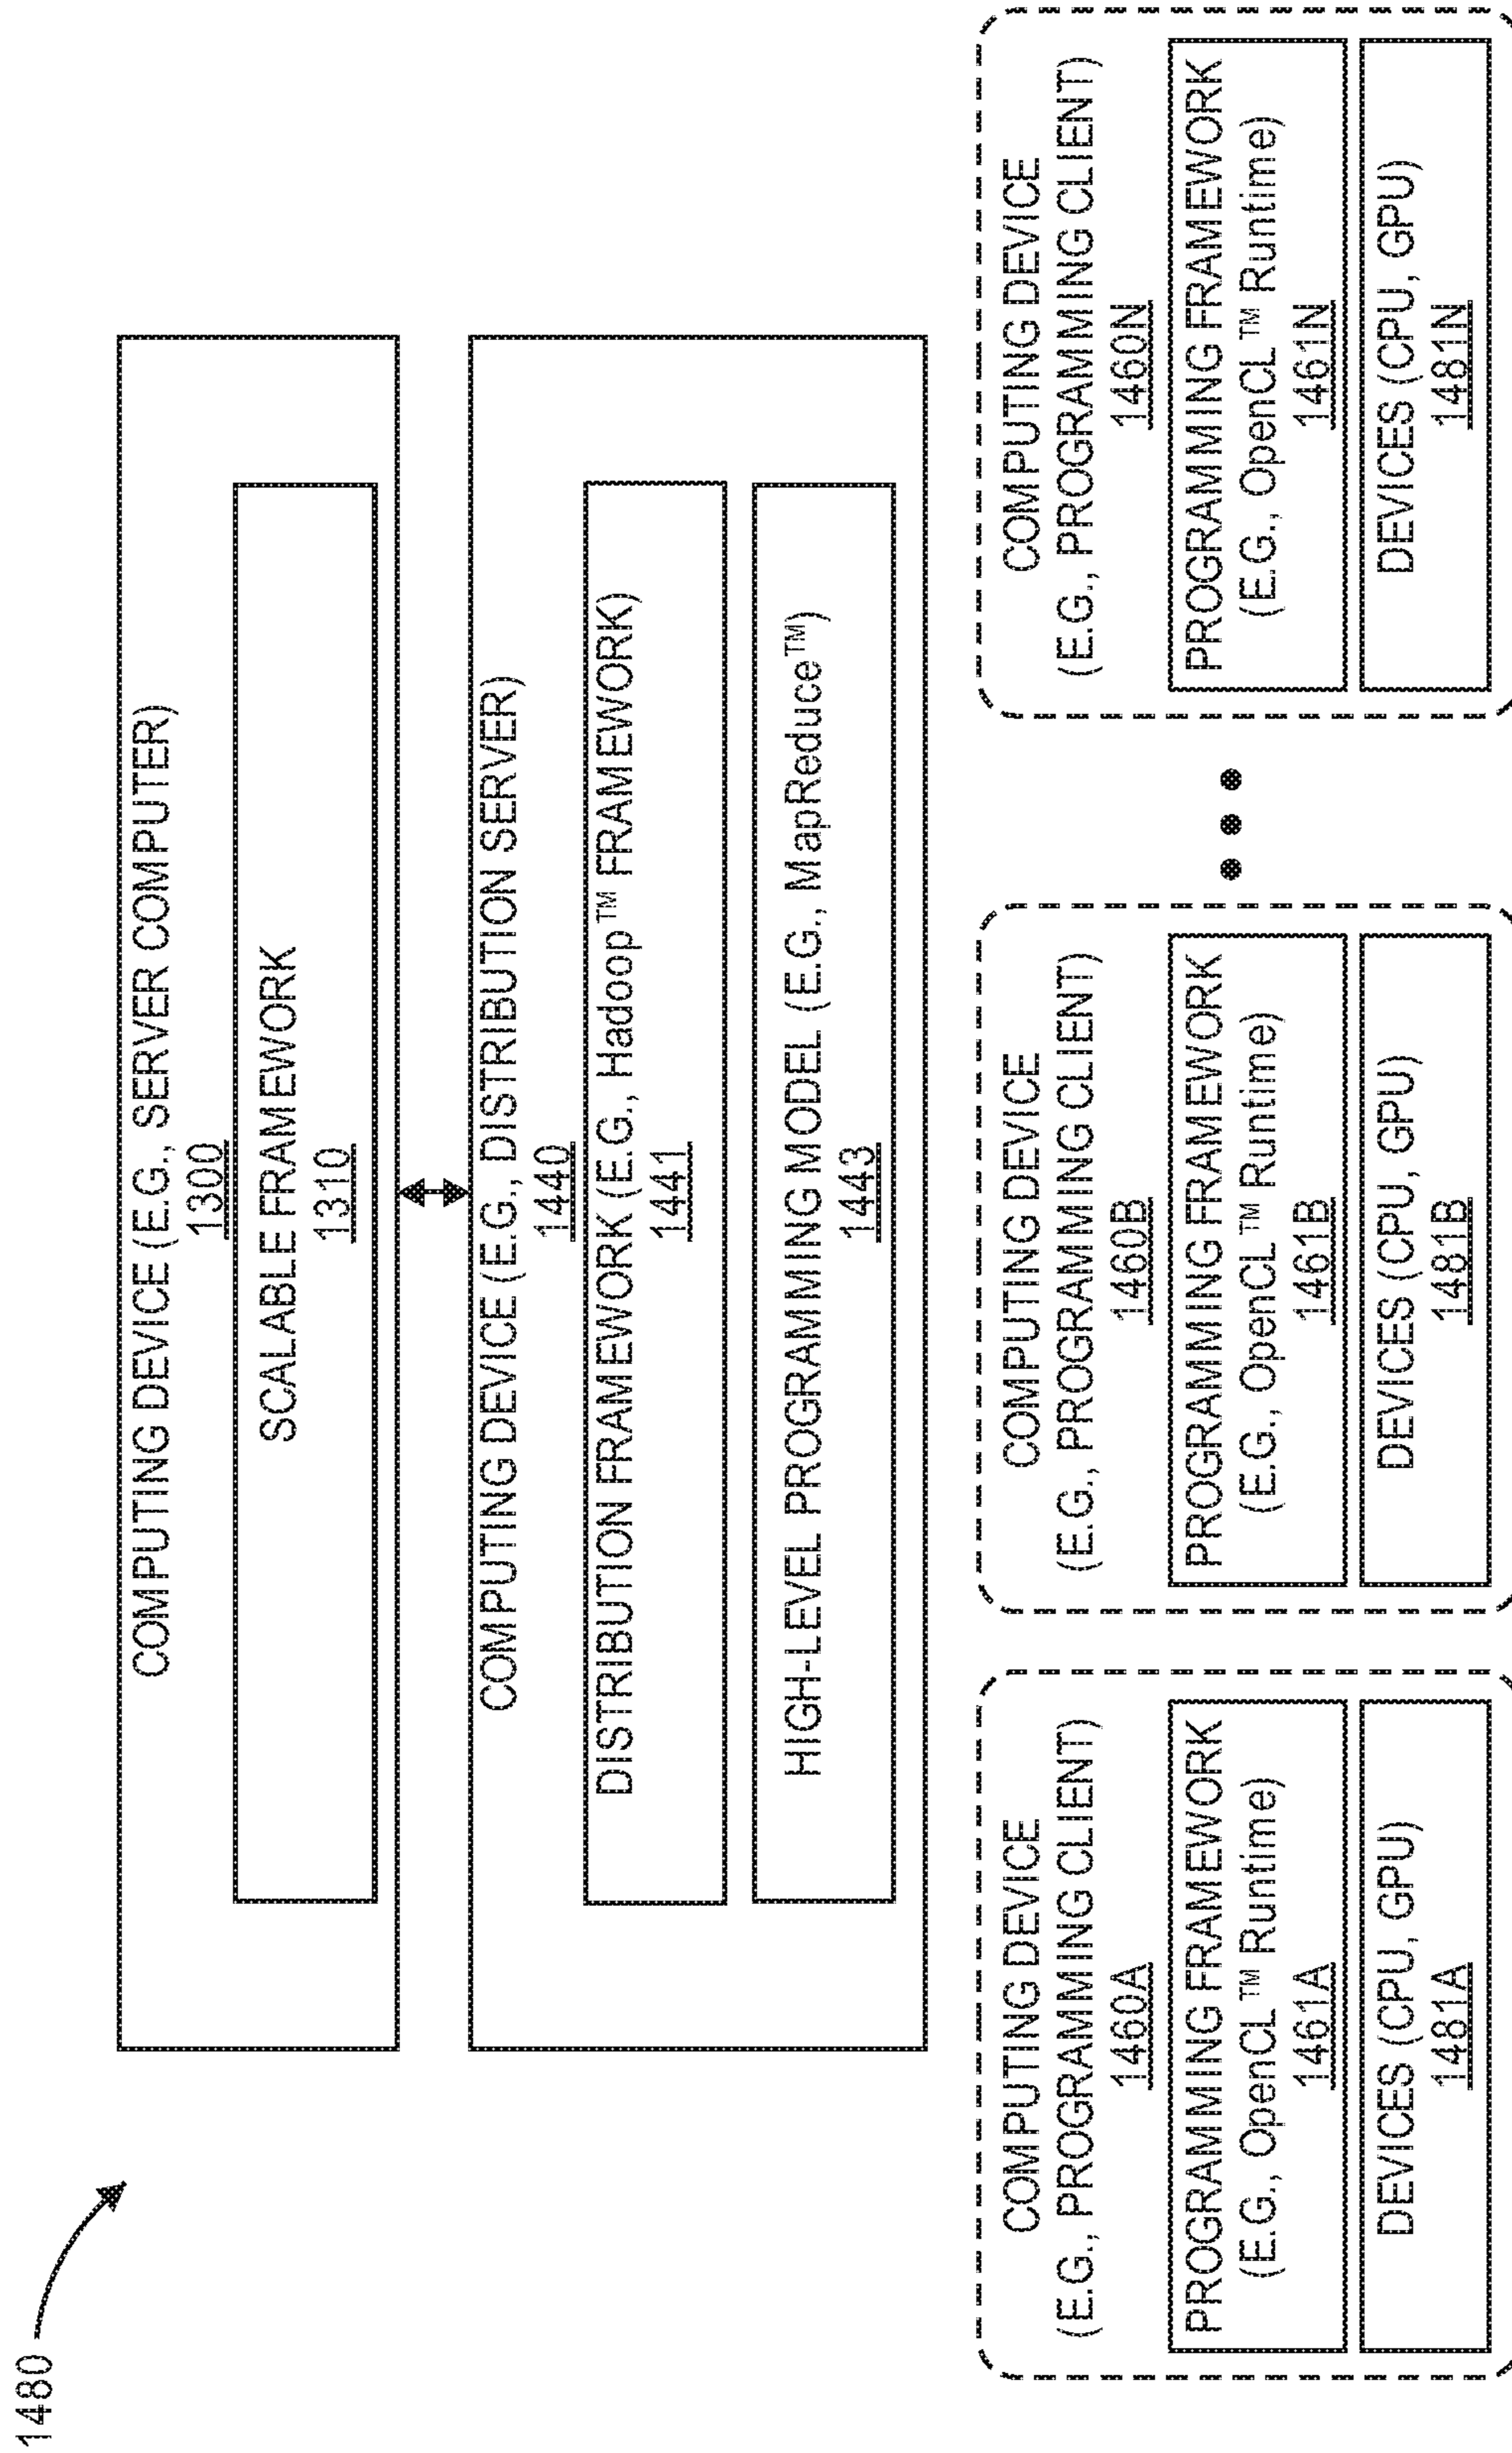 1480
COMPUTING DEVICE (E.G., SERVER COMPUTER)
1300
SCALABLE FRAMEWORK
1310
COMPUTING DEVICE (E.G., DISTRIBUTION SERVER)
1440
DISTRIBUTION FRAMEWORK (E.G., Hadoop™ FRAMEWORK)
1441
HIGH-LEVEL PROGRAMMING MODEL (E.G., MapReduce™)
1443
COMPUTING DEVICE
(E.G., PROGRAMMING CLIENT)
1460A
PROGRAMMING FRAMEWORK
(E.G., OpenCL™ Runtime)
1461A
DEVICES (CPU, GPU)
1481A
COMPUTING DEVICE
(E.G., PROGRAMMING CLIENT)
1460B
PROGRAMMING FRAMEWORK
(E.G., OpenCL™ Runtime)
1461B
DEVICES (CPU, GPU)
1481B
COMPUTING DEVICE
(E.G., PROGRAMMING CLIENT)
1460N
PROGRAMMING FRAMEWORK
(E.G., OpenCL™ Runtime)
1461N
DEVICES (CPU, GPU)
1481N